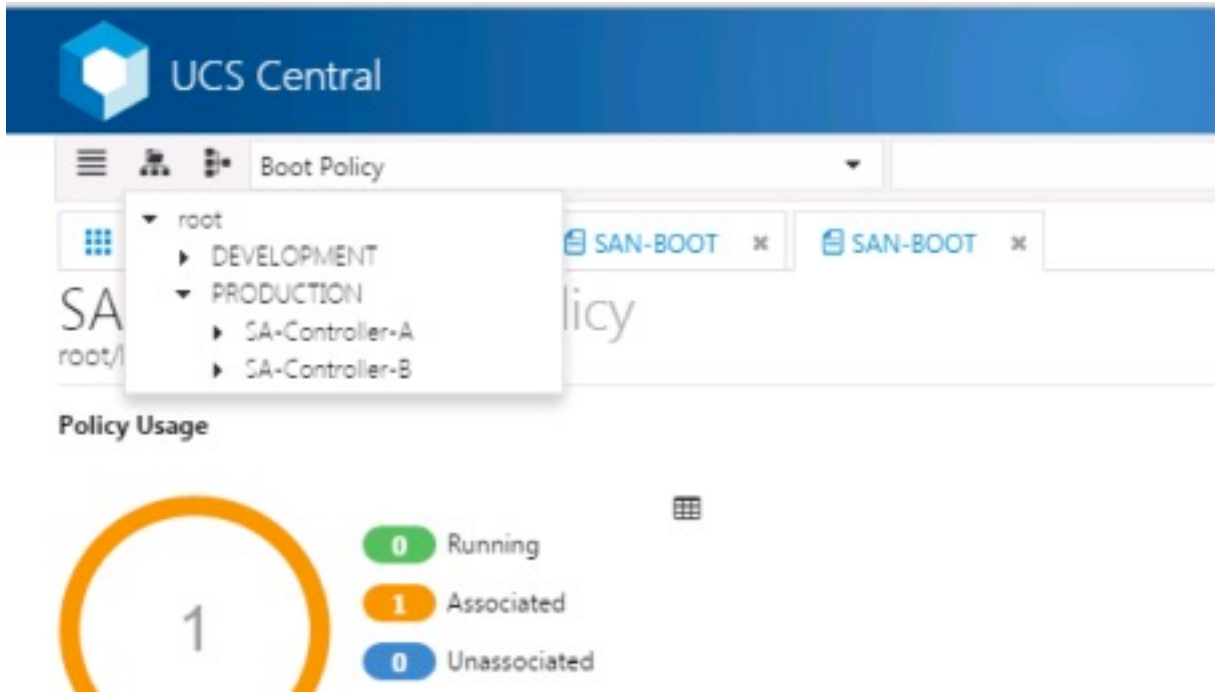 UCS Central
Boot Policy
root
DEVELOPMENT
PRODUCTION
SA-Controller-A
SA-Controller-B
SAN-BOOT
SAN-BOOT
SA licy
root/
Policy Usage
1
0 Running
1 Associated
0 Unassociated